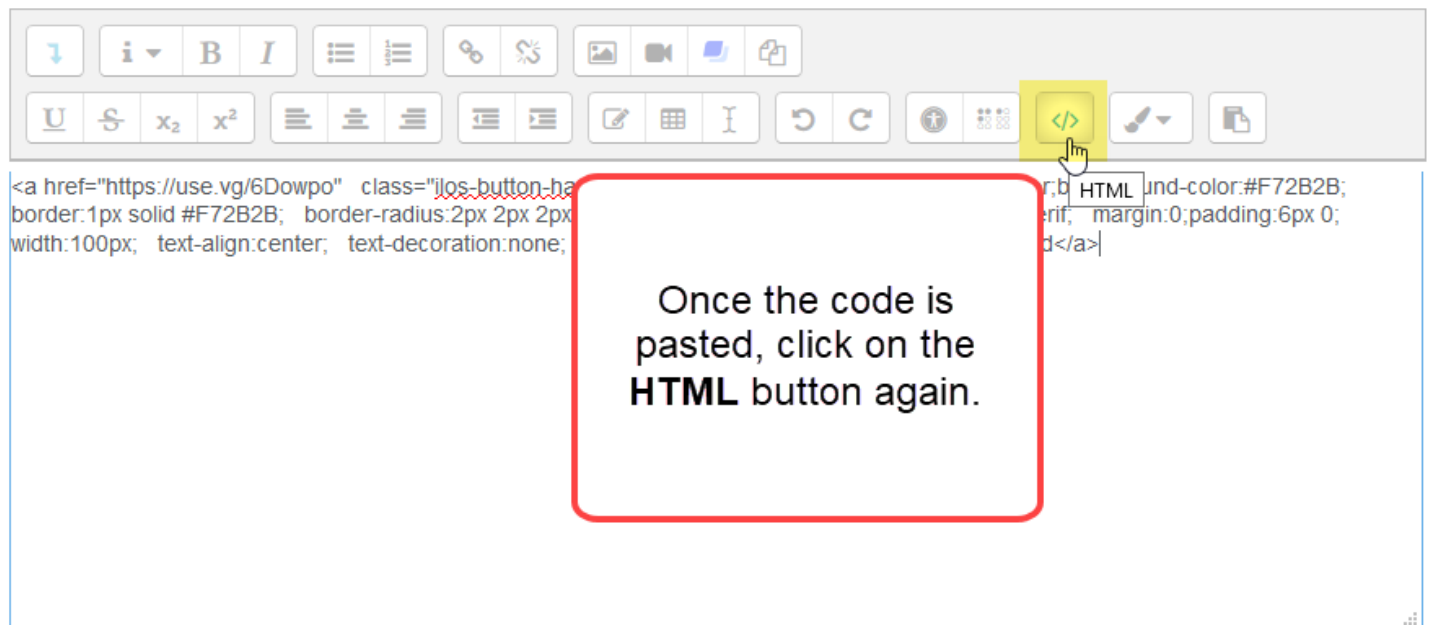 i B I
U S x₂ x²
</> HTML
<a href="https://use.vg/6Dowpo" class="ilos-button-ha r;b und-color:#F72B2B;
border:1px solid #F72B2B; border-radius:2px 2px 2px erif; margin:0;padding:6px 0;
width:100px; text-align:center; text-decoration:none; d</a>
Once the code is
pasted, click on the
HTML button again.